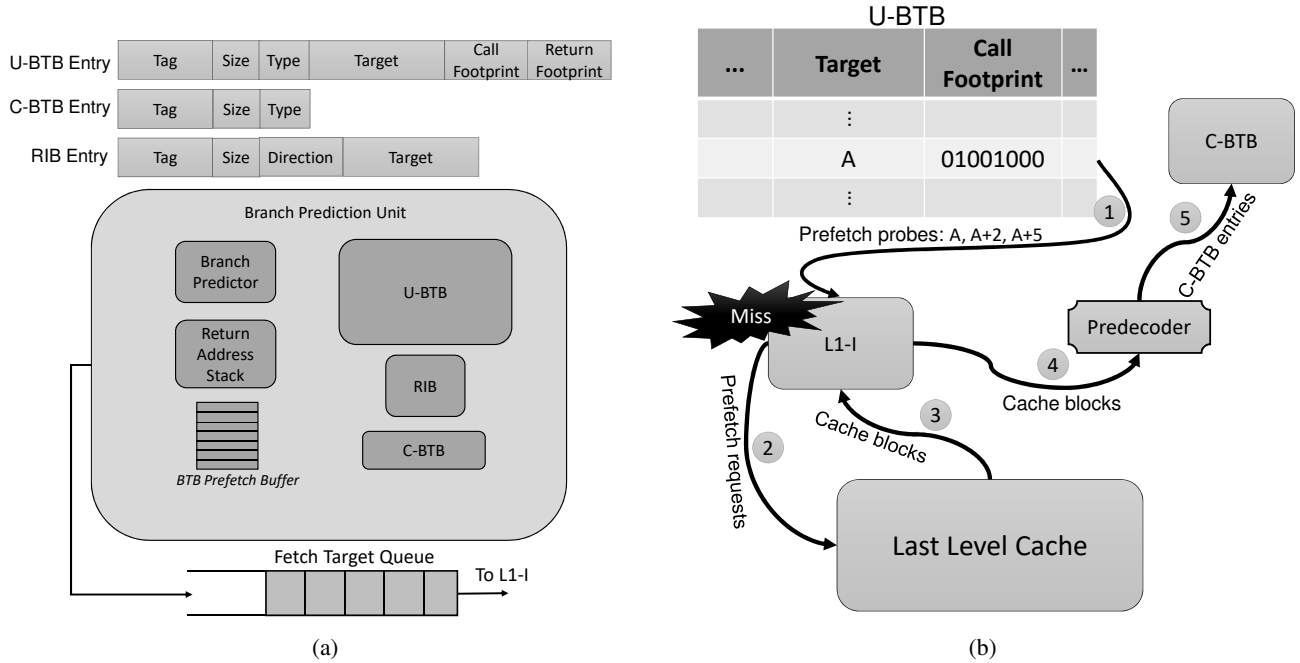 U-BTB Entry
Tag Size Type Target Call Footprint Return Footprint
C-BTB Entry
Tag Size Type
RIB Entry
Tag Size Direction Target
Branch Prediction Unit
Branch
Predictor
U-BTB
Return
Address
Stack
RIB
C-BTB
BTB Prefetch Buffer
Fetch Target Queue
To L1-I
(a)
U-BTB
... Target Call Footprint ...
⋮
A 01001000
⋮
1
Prefetch probes: A, A+2, A+5
C-BTB
5
C-BTB entries
Miss
L1-I
Predecoder
4
Cache blocks
Prefetch requests
2
3
Cache blocks
Last Level Cache
(b)